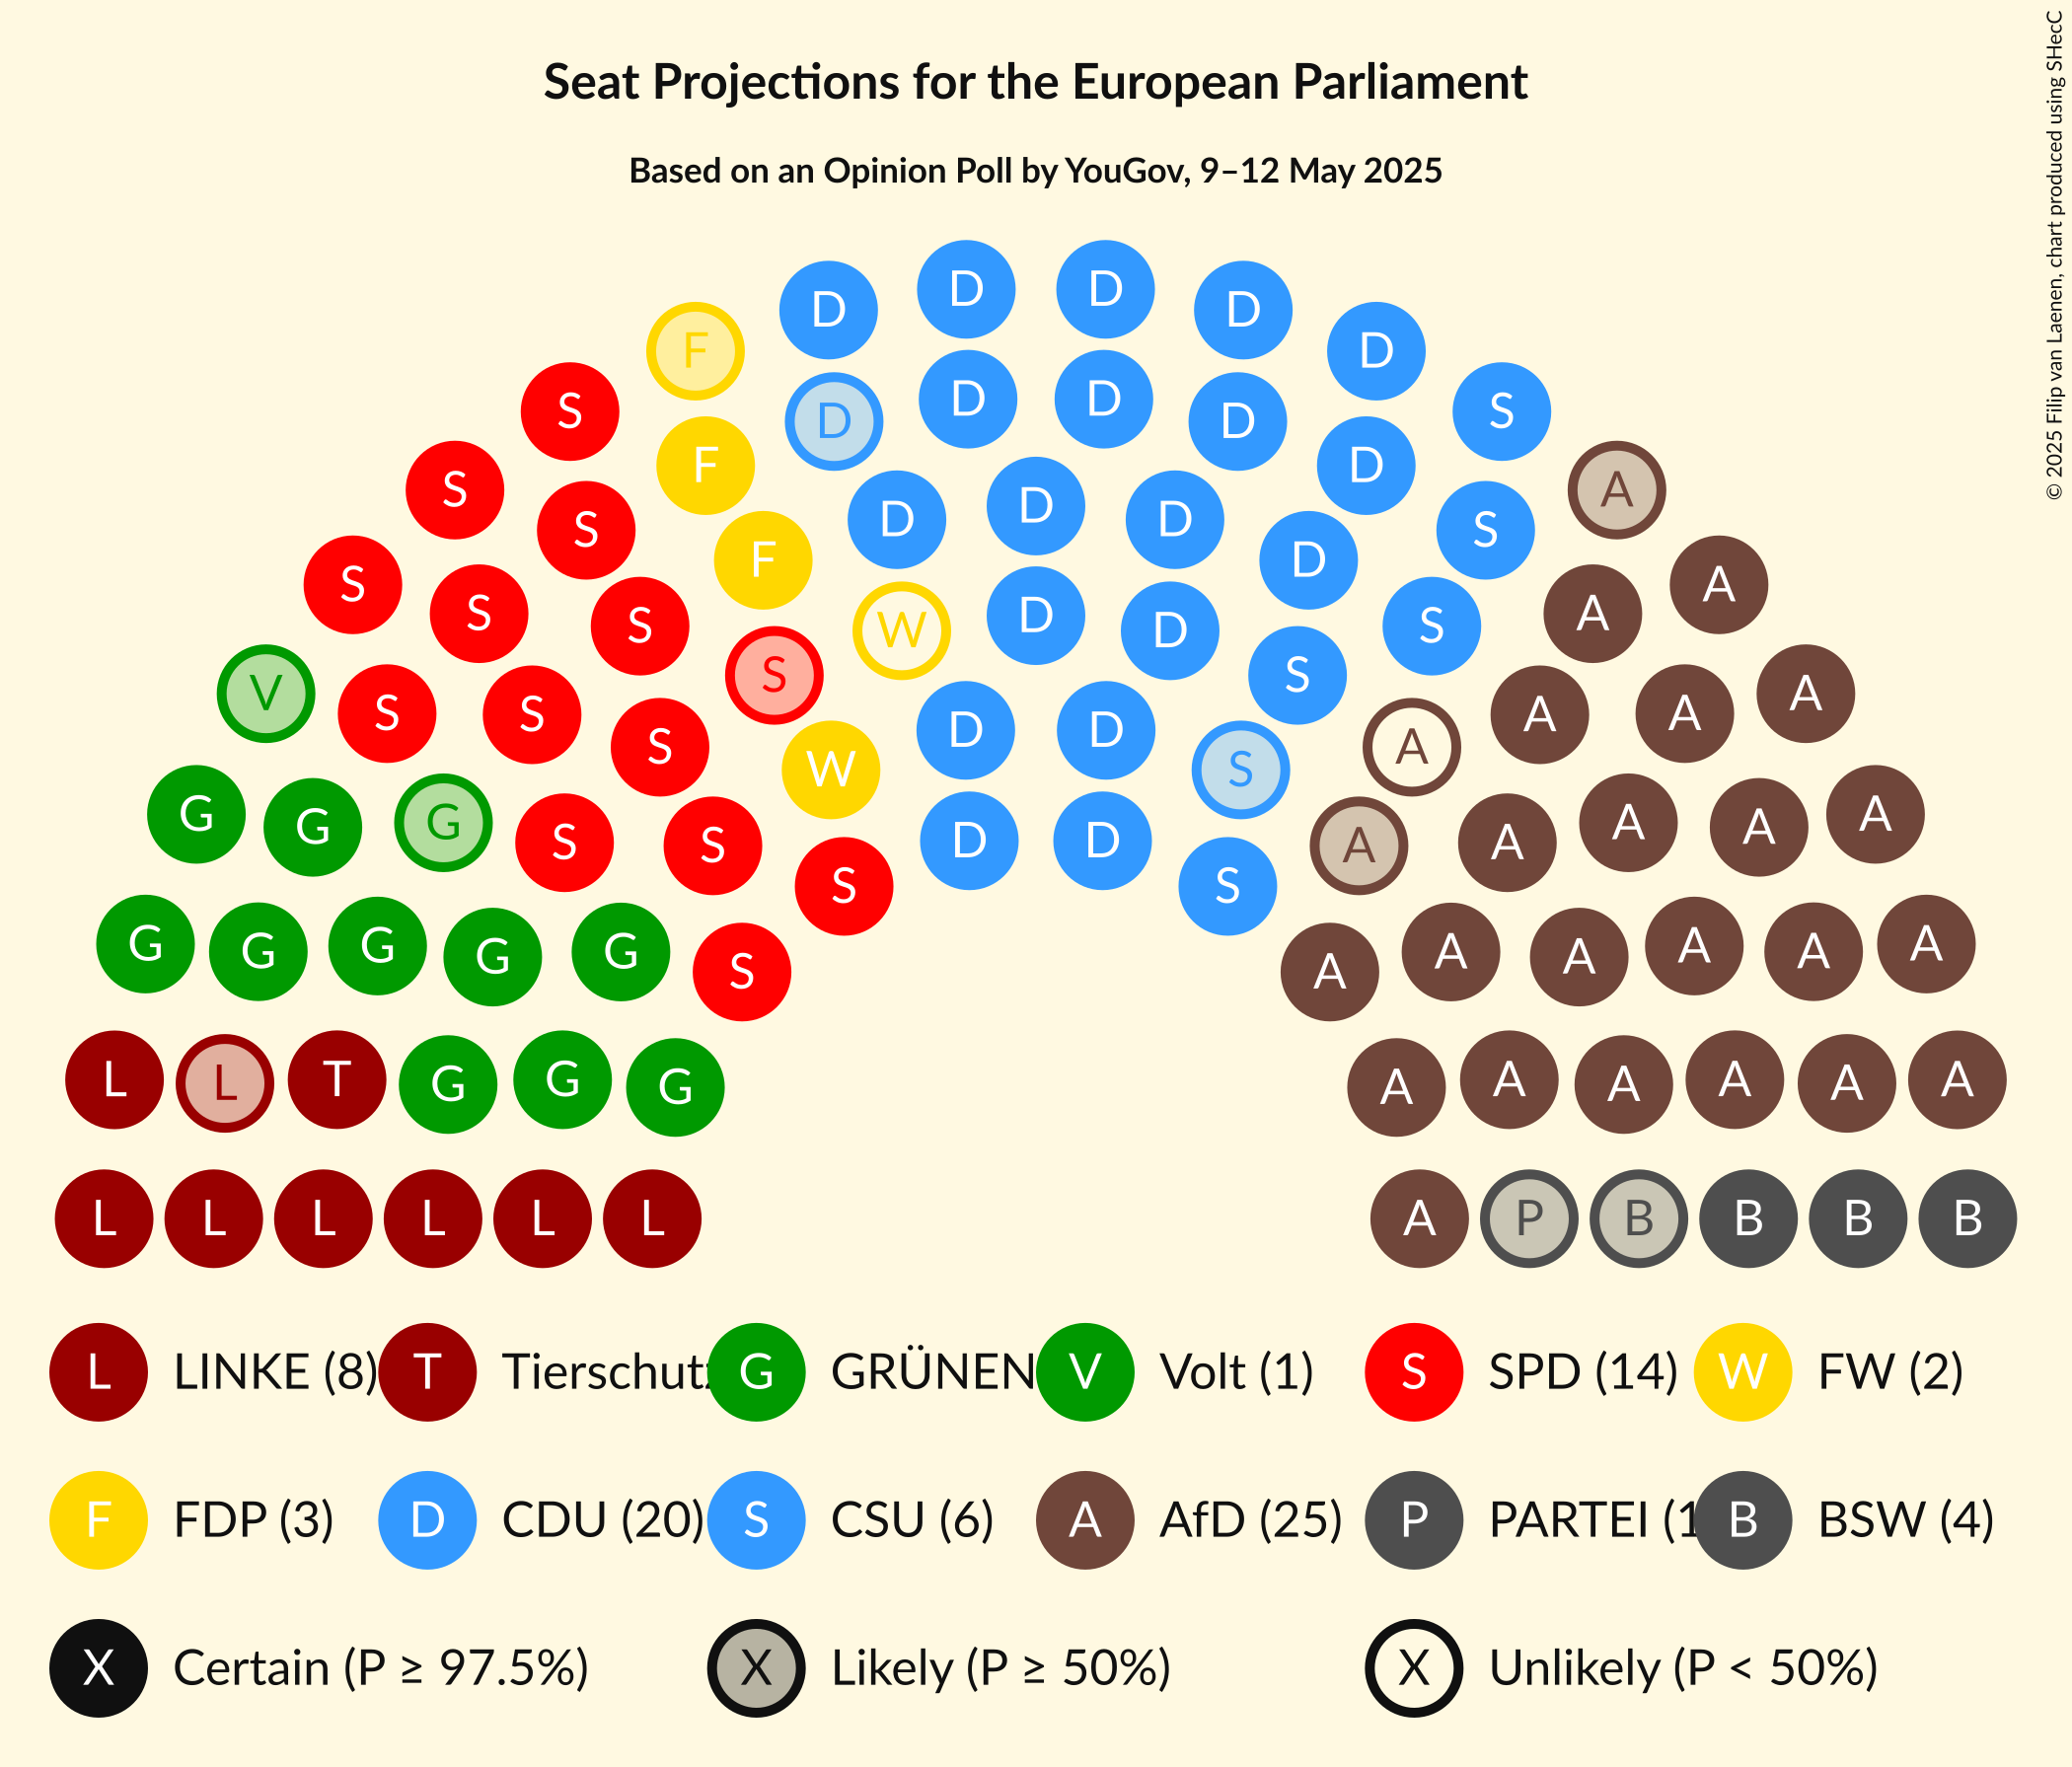 Seat Projections for the European Parliament
Based on an Opinion Poll by YouGov, 9–12 May 2025
© 2025 Filip van Laenen, chart produced using SHecC
D D D D
F D
D D D D
S S
F D
S S A
D D D D
S F S
S A
S S W D D S A
S S
V S S S S A A A A
W D D S
G G G S S D D A A A A A
S S
G G G G G S A A A A A A
L L T G G G A A A A A A
L L L L L L A P B B B B
L LINKE (8) T Tierschutz G GRÜNEN V Volt (1) S SPD (14) W FW (2)
F FDP (3) D CDU (20) S CSU (6) A AfD (25) P PARTEI (1 B BSW (4)
X Certain (P ≥ 97.5%) X Likely (P ≥ 50%) X Unlikely (P < 50%)